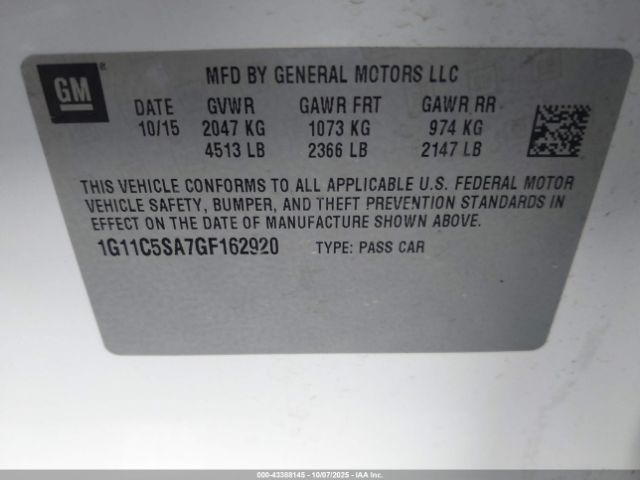 GM
MFD BY GENERAL MOTORS LLC
DATE GVWR GAWR FRT GAWR RR
10/15 2047 KG 1073 KG 974 KG
4513 LB 2366 LB 2147 LB
THIS VEHICLE CONFORMS TO ALL APPLICABLE U.S. FEDERAL MOTOR
VEHICLE SAFETY, BUMPER, AND THEFT PREVENTION STANDARDS IN
EFFECT ON THE DATE OF MANUFACTURE SHOWN ABOVE.
1G11C5SA7GF162920 TYPE: PASS CAR
000-43388145 - 10/07/2025 - IAA Inc.